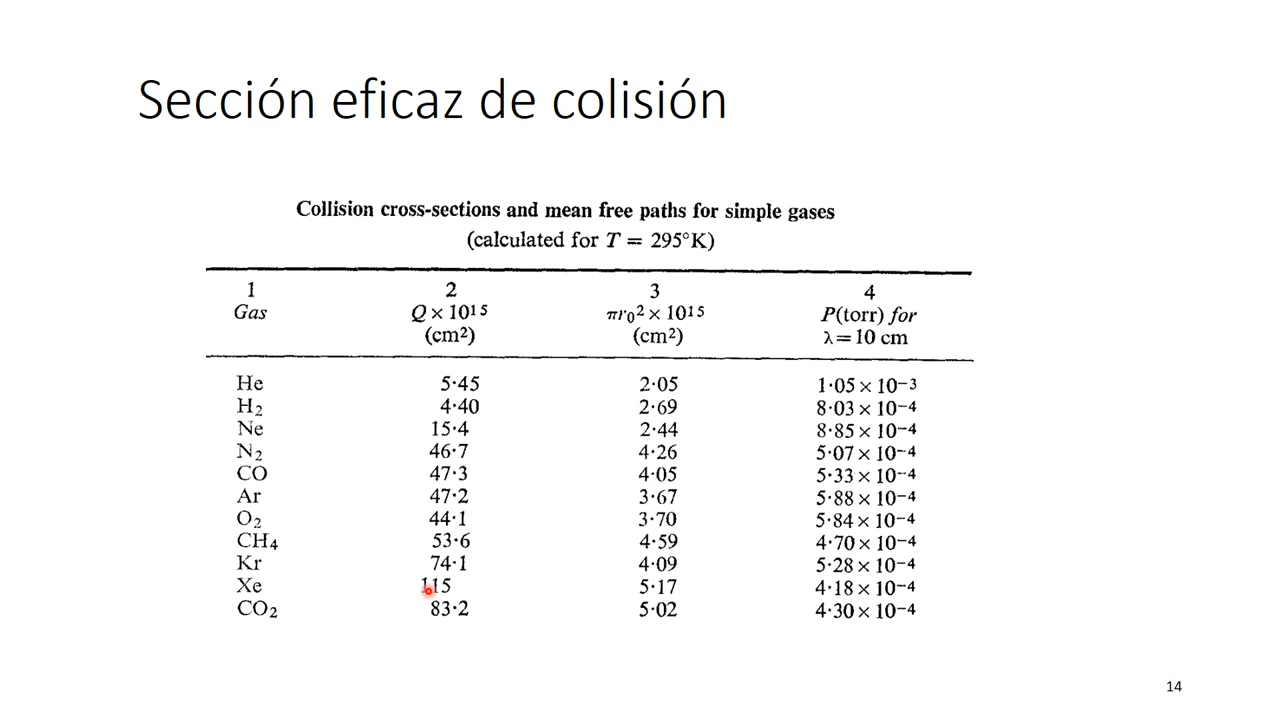 Sección eficaz de colisión
Collision cross-sections and mean free paths for simple gases
(calculated for T = 295°K)
1 2 3 4
Gas Q × 10¹⁵ πr₀² × 10¹⁵ P(torr) for
(cm²) (cm²) λ = 10 cm
He 5·45 2·05 1·05 × 10⁻³
H₂ 4·40 2·69 8·03 × 10⁻⁴
Ne 15·4 2·44 8·85 × 10⁻⁴
N₂ 46·7 4·26 5·07 × 10⁻⁴
CO 47·3 4·05 5·33 × 10⁻⁴
Ar 47·2 3·67 5·88 × 10⁻⁴
O₂ 44·1 3·70 5·84 × 10⁻⁴
CH₄ 53·6 4·59 4·70 × 10⁻⁴
Kr 74·1 4·09 5·28 × 10⁻⁴
Xe 115 5·17 4·18 × 10⁻⁴
CO₂ 83·2 5·02 4·30 × 10⁻⁴
14